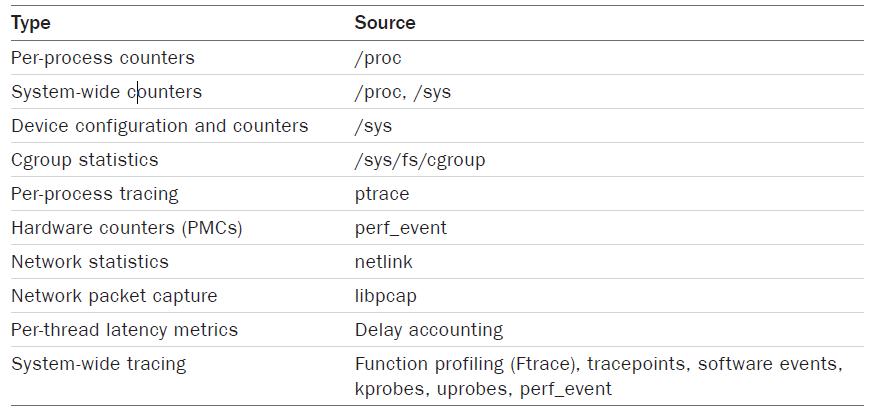 Type Source
Per-process counters /proc
System-wide counters /proc, /sys
Device configuration and counters /sys
Cgroup statistics /sys/fs/cgroup
Per-process tracing ptrace
Hardware counters (PMCs) perf_event
Network statistics netlink
Network packet capture libpcap
Per-thread latency metrics Delay accounting
System-wide tracing Function profiling (Ftrace), tracepoints, software events,
kprobes, uprobes, perf_event